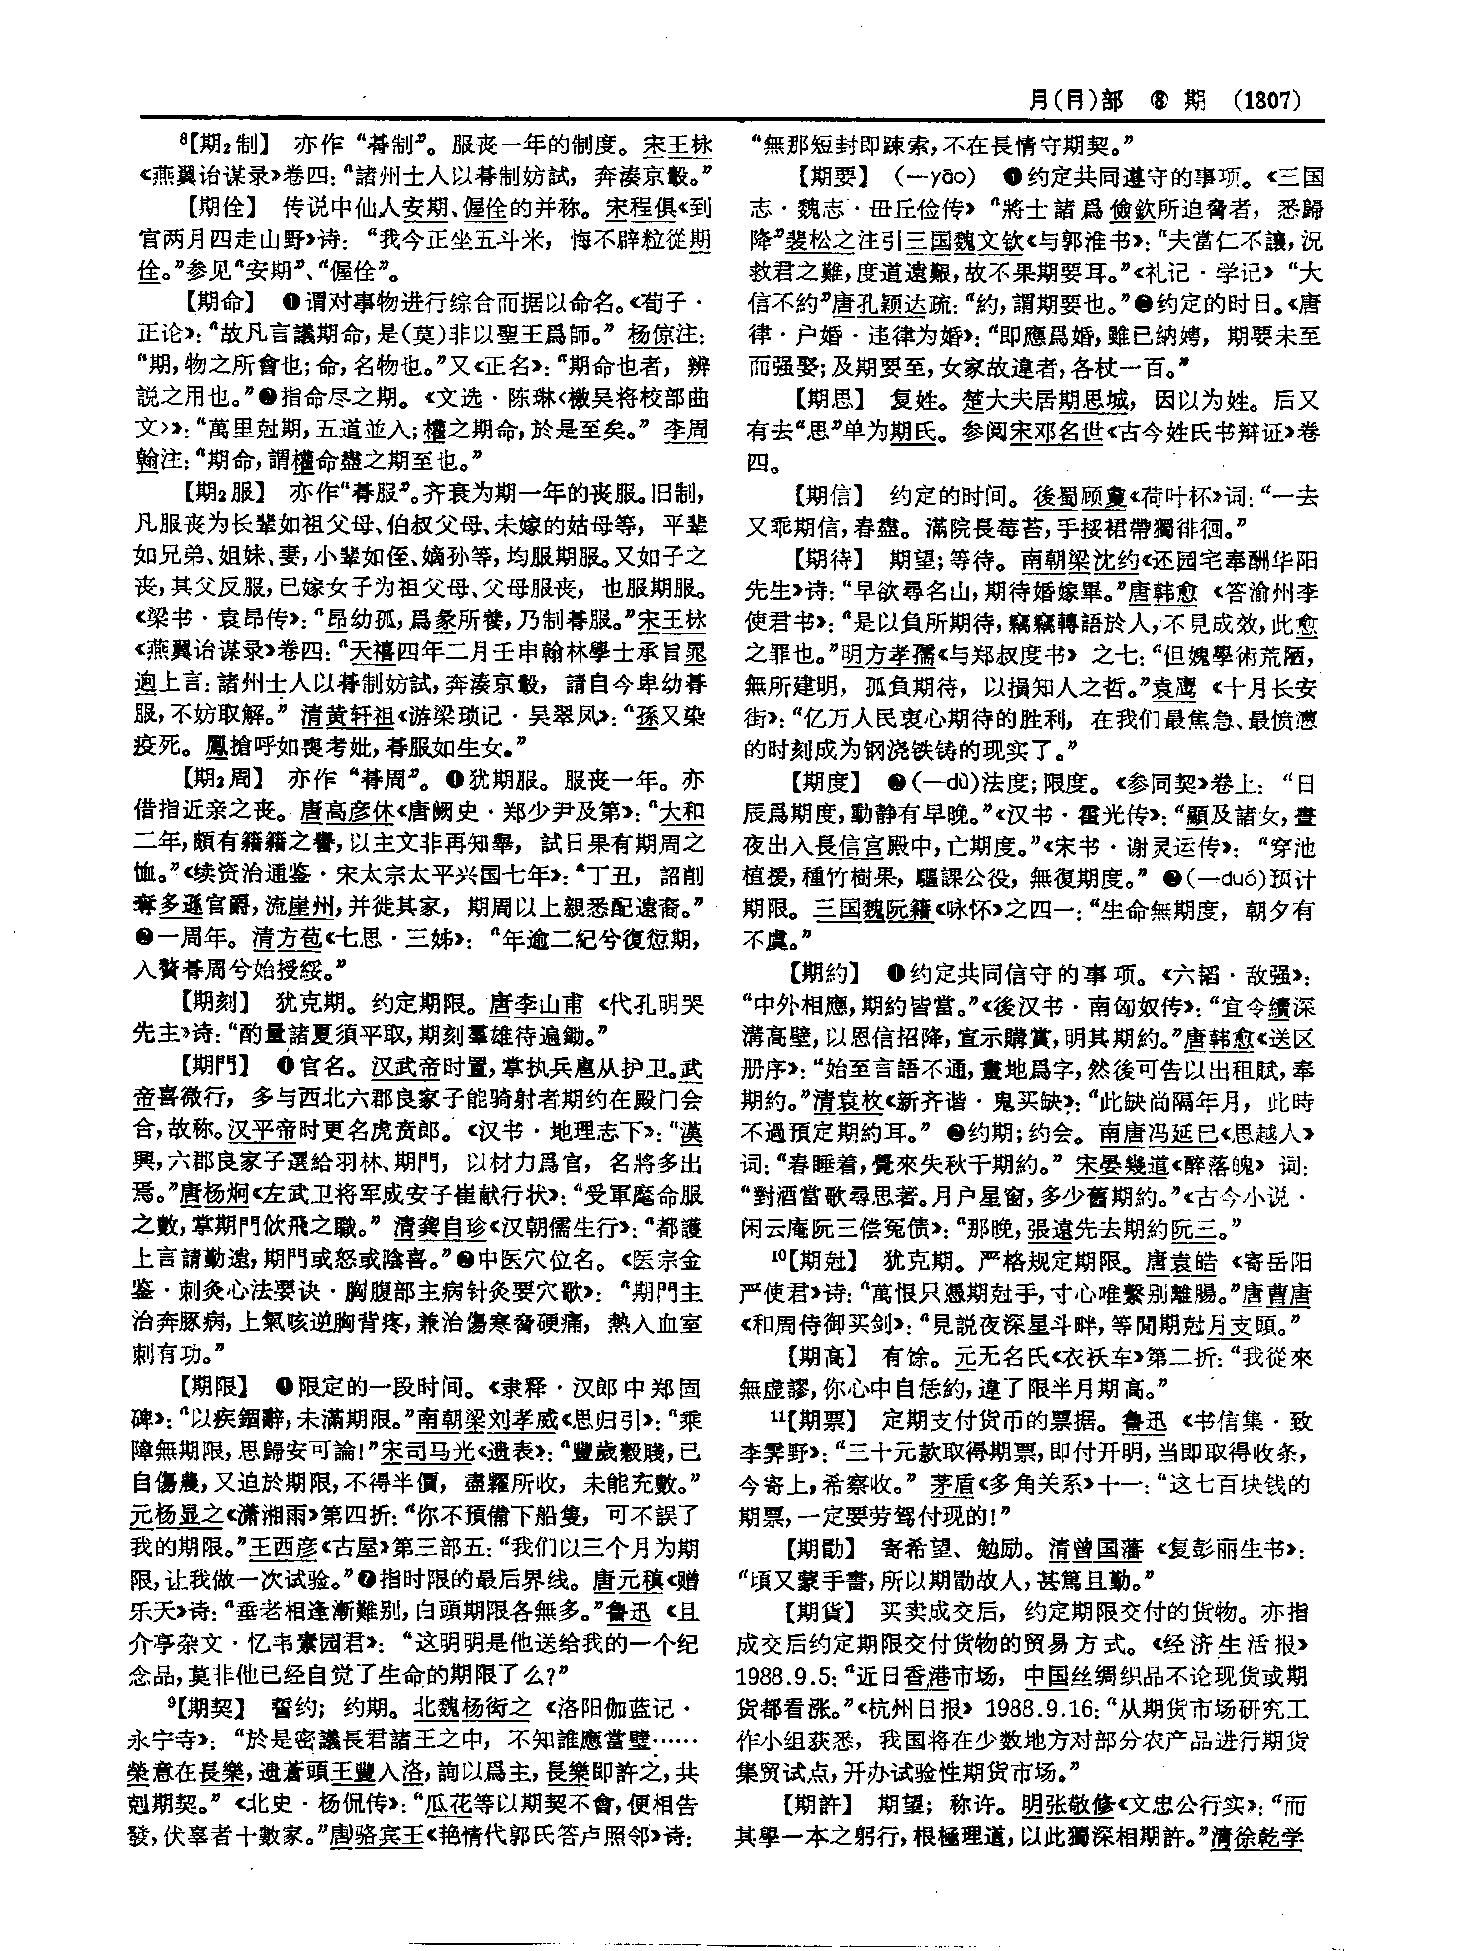 月(⺝)部 ⑧ 期 (1307)
⁸【期₂制】 亦作“朞制”。服丧一年的制度。宋王栐
《燕翼诒谋录》卷四：“諸州士人以朞制妨試，奔湊京轂。”
【期佺】 传说中仙人安期、偓佺的并称。宋程俱《到
官两月四走山野》诗：“我今正坐五斗米，悔不辟粒從期
佺。”参见“安期”、“偓佺”。
【期命】 ❶谓对事物进行综合而据以命名。《荀子·
正论》：“故凡言議期命，是(莫)非以聖王爲師。”杨倞注：
“期，物之所會也；命，名物也。”又《正名》：“期命也者，辨
説之用也。”❷指命尽之期。《文选·陈琳〈檄吴将校部曲
文〉》：“萬里尅期，五道並入；權之期命，於是至矣。”李周
翰注：“期命，謂權命盡之期至也。”
【期₂服】 亦作“朞服”。齐衰为期一年的丧服。旧制，
凡服丧为长辈如祖父母、伯叔父母、未嫁的姑母等，平辈
如兄弟、姐妹、妻，小辈如侄、嫡孙等，均服期服。又如子之
丧，其父反服，已嫁女子为祖父母、父母服丧，也服期服。
《梁书·袁昂传》：“昂幼孤，爲彖所養，乃制朞服。”宋王栐
《燕翼诒谋录》卷四：“天禧四年二月壬申翰林學士承旨晁
迥上言：諸州士人以朞制妨試，奔湊京轂，請自今卑幼朞
服，不妨取解。”清黄轩祖《游梁琐记·吴翠凤》：“孫又染
疫死。鳳搶呼如喪考妣，朞服如生女。”
【期₂周】 亦作“朞周”。❶犹期服。服丧一年。亦
借指近亲之丧。唐高彦休《唐阙史·郑少尹及第》：“大和
二年，頗有籍籍之譽，以主文非再知舉，試日果有期周之
恤。”《续资治通鉴·宋太宗太平兴国七年》：“丁丑，詔削
奪多遜官爵，流崖州，并徙其家，期周以上親悉配遠裔。”
❷一周年。清方苞《七思·三姊》：“年逾二紀兮復愆期，
入贅朞周兮始授綏。”
【期刻】 犹克期。约定期限。唐李山甫《代孔明哭
先主》诗：“酌量諸夏須平取，期刻羣雄待遍鋤。”
【期門】 ❶官名。汉武帝时置，掌执兵扈从护卫。武
帝喜微行，多与西北六郡良家子能骑射者期约在殿门会
合，故称。汉平帝时更名虎贲郎。《汉书·地理志下》：“漢
興，六郡良家子選給羽林、期門，以材力爲官，名將多出
焉。”唐杨炯《左武卫将军成安子崔献行状》：“受軍麾命服
之數，掌期門佽飛之職。”清龚自珍《汉朝儒生行》：“都護
上言請勤遠，期門或怒或陰喜。”❷中医穴位名。《医宗金
鉴·刺灸心法要诀·胸腹部主病针灸要穴歌》：“期門主
治奔豚病，上氣咳逆胸背疼，兼治傷寒脅硬痛，熱入血室
刺有功。”
【期限】 ❶限定的一段时间。《隶释·汉郎中郑固
碑》：“以疾錮辭，未滿期限。”南朝梁刘孝威《思归引》：“乘
障無期限，思歸安可論！”宋司马光《遗表》：“豐歲穀賤，已
自傷農，又迫於期限，不得半價，盡糶所收，未能充數。”
元杨显之《潇湘雨》第四折：“你不預備下船隻，可不誤了
我的期限。”王西彦《古屋》第三部五：“我们以三个月为期
限，让我做一次试验。”❷指时限的最后界线。唐元稹《赠
乐天》诗：“垂老相逢漸難别，白頭期限各無多。”鲁迅《且
介亭杂文·忆韦素园君》：“这明明是他送给我的一个纪
念品，莫非他已经自觉了生命的期限了么？”
⁹【期契】 誓约；约期。北魏杨衒之《洛阳伽蓝记·
永宁寺》：“於是密議長君諸王之中，不知誰應當璧……
榮意在長樂，遣蒼頭王豐入洛，詢以爲主，長樂即許之，共
剋期契。”《北史·杨侃传》：“瓜花等以期契不會，便相告
發，伏辜者十數家。”唐骆宾王《艳情代郭氏答卢照邻》诗：
“無那短封即疎索，不在長情守期契。”
【期要】 (一yāo) ❶约定共同遵守的事项。《三国
志·魏志·毌丘俭传》“將士諸爲儉欽所迫脅者，悉歸
降”裴松之注引三国魏文钦《与郭淮书》：“夫當仁不讓，況
救君之難，度道遠艱，故不果期要耳。”《礼记·学记》“大
信不約”唐孔颖达疏：“約，謂期要也。”❷约定的时日。《唐
律·户婚·违律为婚》：“即應爲婚，雖已納娉，期要未至
而强娶；及期要至，女家故違者，各杖一百。”
【期思】 复姓。楚大夫居期思城，因以为姓。后又
有去“思”单为期氏。参阅宋邓名世《古今姓氏书辩证》卷
四。
【期信】 约定的时间。後蜀顾敻《荷叶杯》词：“一去
又乖期信，春盡。滿院長莓苔，手挼裙帶獨徘徊。”
【期待】 期望；等待。南朝梁沈约《还园宅奉酬华阳
先生》诗：“早欲尋名山，期待婚嫁畢。”唐韩愈《答渝州李
使君书》：“是以負所期待，竊竊轉語於人，不見成效，此愈
之罪也。”明方孝孺《与郑叔度书》之七：“但媿學術荒陋，
無所建明，孤負期待，以損知人之哲。”袁鹰《十月长安
街》：“亿万人民衷心期待的胜利，在我们最焦急、最愤懑
的时刻成为钢浇铁铸的现实了。”
【期度】 ❷(一dù)法度；限度。《参同契》卷上：“日
辰爲期度，動静有早晚。”《汉书·霍光传》：“顯及諸女，晝
夜出入長信宫殿中，亡期度。”《宋书·谢灵运传》：“穿池
植援，種竹樹果，驅課公役，無復期度。”❷(一duó)预计
期限。三国魏阮籍《咏怀》之四一：“生命無期度，朝夕有
不虞。”
【期約】 ❶约定共同信守的事项。《六韬·敌强》：
“中外相應，期約皆當。”《後汉书·南匈奴传》：“宜令續深
溝高壁，以恩信招降，宣示購賞，明其期約。”唐韩愈《送区
册序》：“始至言語不通，畫地爲字，然後可告以出租賦，奉
期約。”清袁枚《新齐谐·鬼买缺》：“此缺尚隔年月，此時
不過預定期約耳。”❷约期；约会。南唐冯延巳《思越人》
词：“春睡着，覺來失秋千期約。”宋晏幾道《醉落魄》词：
“對酒當歌尋思著。月户星窗，多少舊期約。”《古今小说·
闲云庵阮三偿冤债》：“那晚，張遠先去期約阮三。”
¹⁰【期尅】 犹克期。严格规定期限。唐袁皓《寄岳阳
严使君》诗：“萬恨只憑期尅手，寸心唯繫别離腸。”唐曹唐
《和周侍御买剑》：“見説夜深星斗畔，等閒期尅月支頭。”
【期高】 有馀。元无名氏《衣袄车》第二折：“我從來
無虚謬，你心中自恁約，違了限半月期高。”
¹¹【期票】 定期支付货币的票据。鲁迅《书信集·致
李霁野》：“三十元款取得期票，即付开明，当即取得收条，
今寄上，希察收。”茅盾《多角关系》十一：“这七百块钱的
期票，一定要劳驾付现的！”
【期勖】 寄希望、勉励。清曾国藩《复彭丽生书》：
“頃又蒙手書，所以期勖故人，甚篤且勤。”
【期貨】 买卖成交后，约定期限交付的货物。亦指
成交后约定期限交付货物的贸易方式。《经济生活报》
1988.9.5：“近日香港市场，中国丝绸织品不论现货或期
货都看涨。”《杭州日报》1988.9.16：“从期货市场研究工
作小组获悉，我国将在少数地方对部分农产品进行期货
集贸试点，开办试验性期货市场。”
【期許】 期望；称许。明张敬修《文忠公行实》：“而
其學一本之躬行，根極理道，以此獨深相期許。”清徐乾学